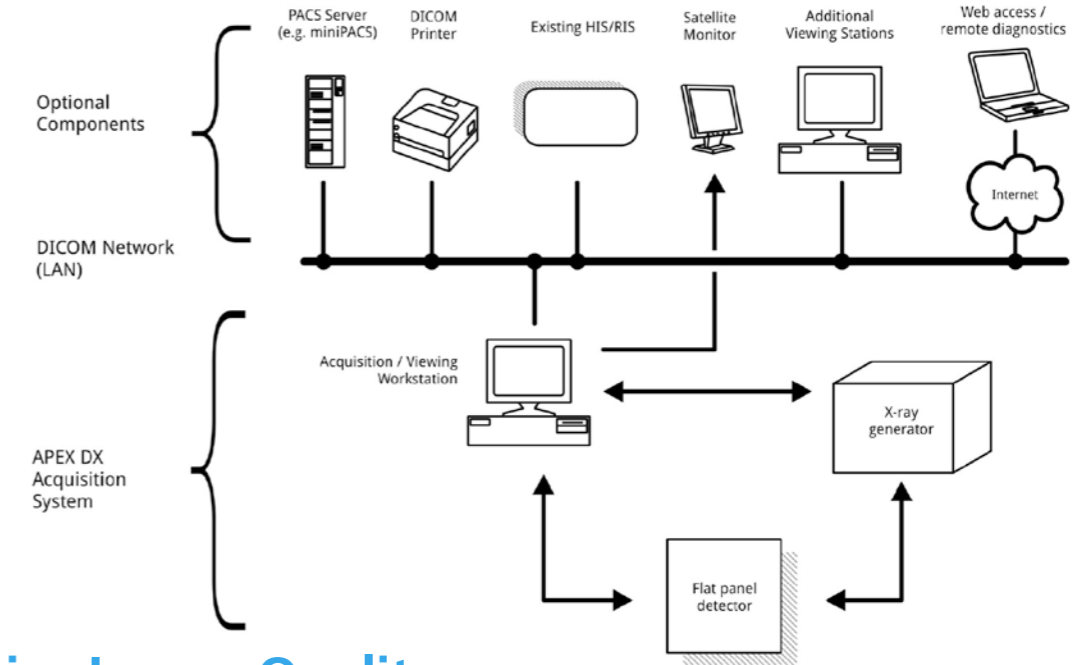 PACS Server
(e.g. miniPACS)
DICOM
Printer
Existing HIS/RIS
Satellite
Monitor
Additional
Viewing Stations
Web access /
remote diagnostics
Optional
Components
Internet
DICOM Network
(LAN)
Acquisition / Viewing
Workstation
X-ray
generator
APEX DX
Acquisition
System
Flat panel
detector